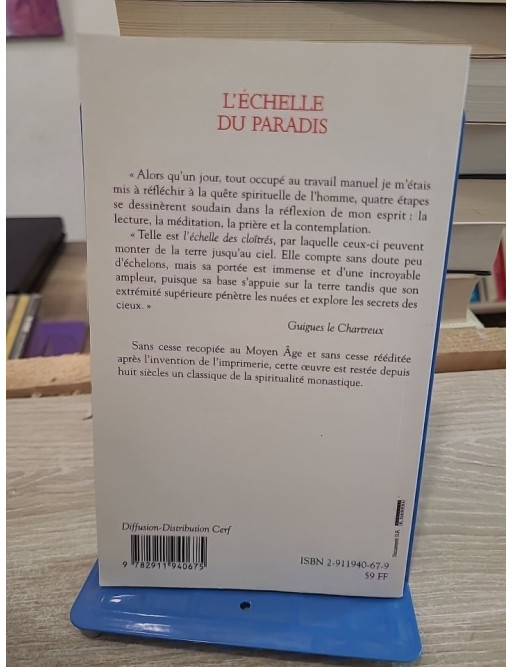 L'ÉCHELLE
DU PARADIS
« Alors qu'un jour, tout occupé au travail manuel je m'étais
mis à réfléchir à la quête spirituelle de l'homme, quatre étapes
se dessinèrent soudain dans la réflexion de mon esprit : la
lecture, la méditation, la prière et la contemplation.
« Telle est l'échelle des cloîtrés, par laquelle ceux-ci peuvent
monter de la terre jusqu'au ciel. Elle compte sans doute peu
d'échelons, mais sa portée est immense et d'une incroyable
ampleur, puisque sa base s'appuie sur la terre tandis que son
extrémité supérieure pénètre les nuées et explore les secrets des
cieux. »
Guigues le Chartreux
Sans cesse recopiée au Moyen Âge et sans cesse rééditée
après l'invention de l'imprimerie, cette œuvre est restée depuis
huit siècles un classique de la spiritualité monastique.
Diffusion-Distribution Cerf
9 782911 940675
ISBN 2-911940-67-9
59 FF